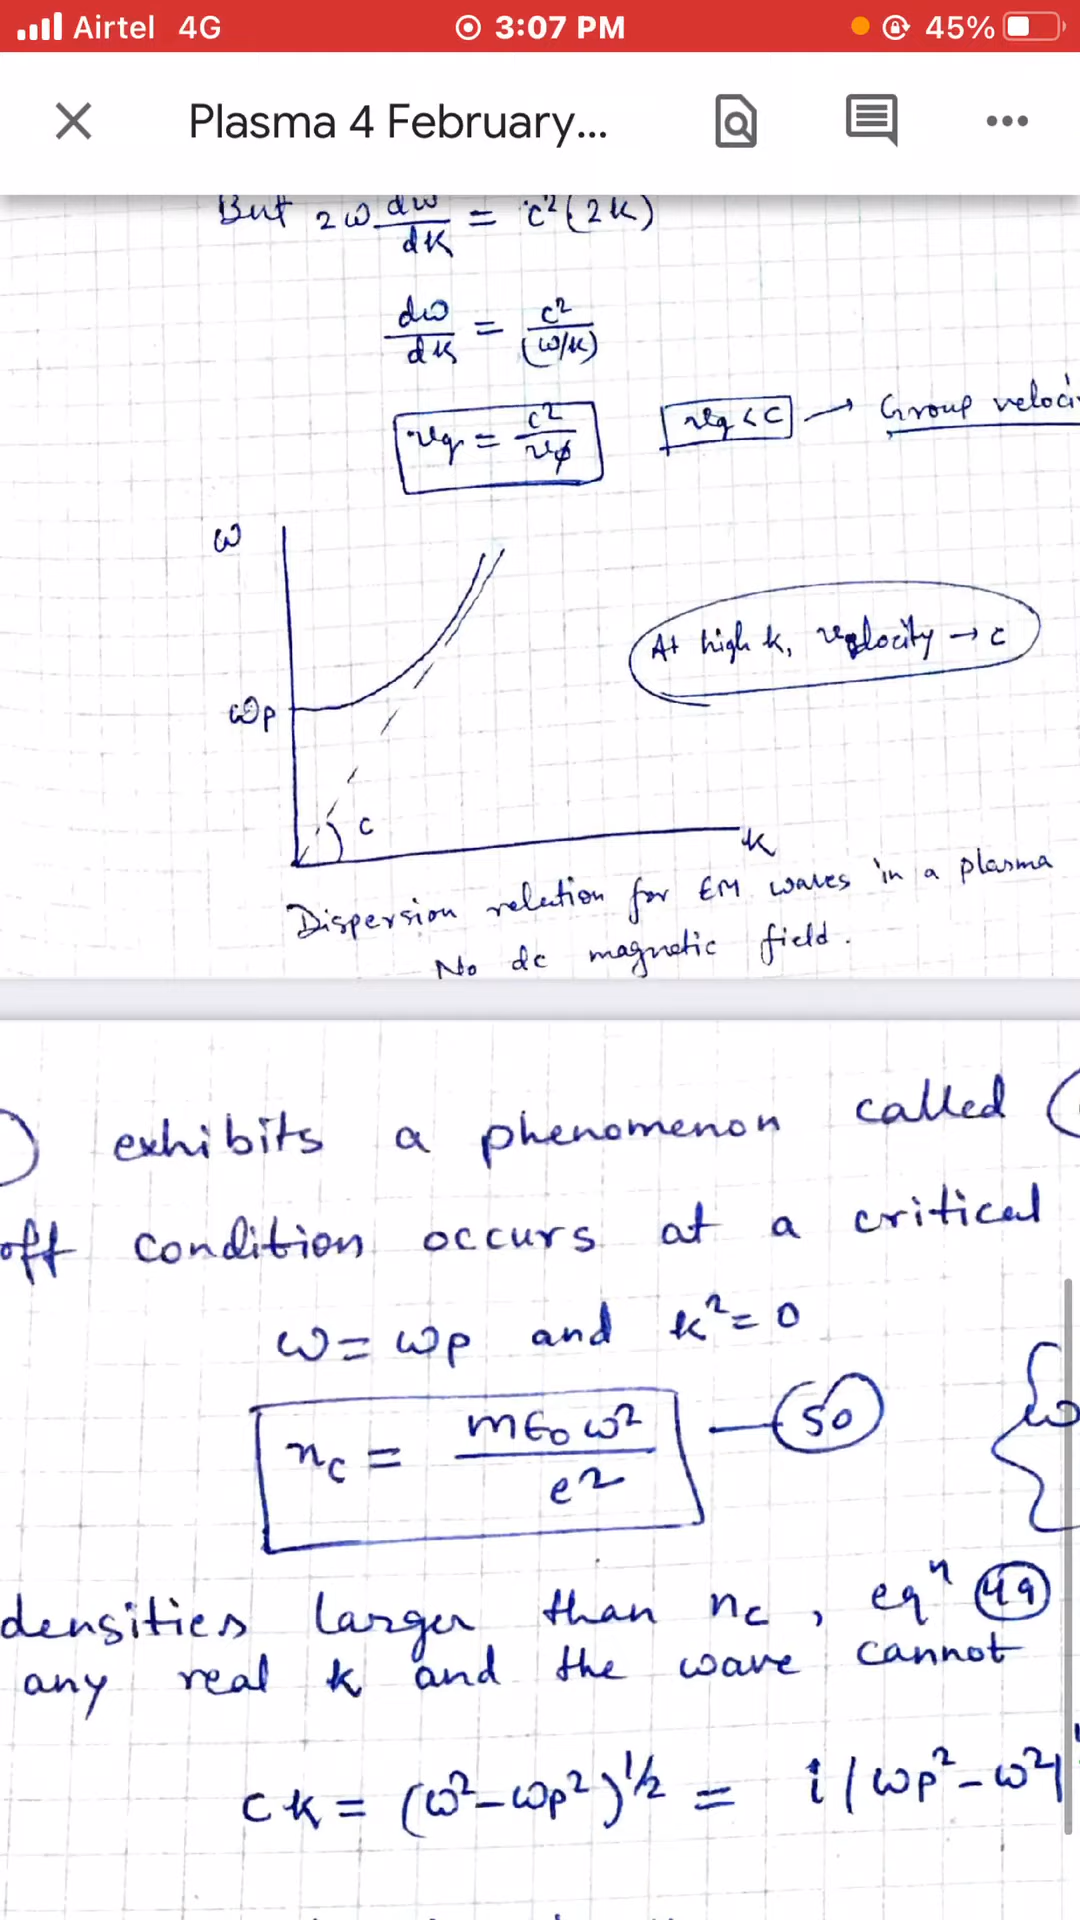 Airtel 4G 3:07 PM 45%
Plasma 4 February...
But 2ω dω/dK = c²(2K)
dω/dK = c²/(ω/K)
vg = c²/vφ vg < c → Group veloci
ω
At high k, velocity → c
ωp
c
K
Dispersion relation for EM waves in a plasma
No dc magnetic field.
exhibits a phenomenon called
off condition occurs at a critical
ω = ωp and k² = 0
nc = mε₀ω²/e² — 50
ω
densities larger than nc, eqⁿ 49
any real k and the wave cannot
ck = (ω² - ωp²)^1/2 = i|ωp² - ω²|